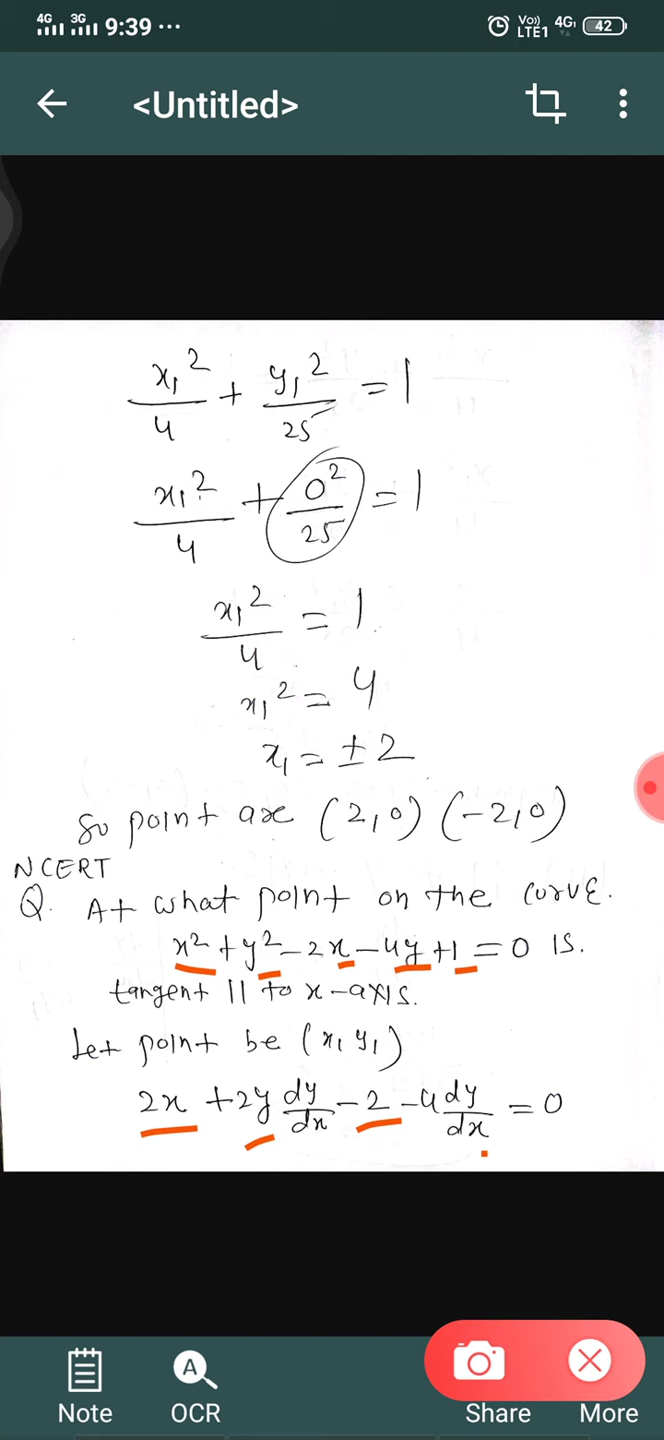 4G 3G 9:39 ... Vo)) LTE1 4G 42
<Untitled>
x₁²/4 + y₁²/25 = 1
x₁²/4 + 0²/25 = 1
x₁²/4 = 1
x₁² = 4
x₁ = ±2
So point are (2,0) (-2,0)
NCERT
Q. At what point on the curve.
x² + y² - 2x - 4y + 1 = 0 is.
tangent || to x-axis.
Let point be (x₁ y₁)
2x + 2y dy/dx - 2 - 4 dy/dx = 0
A
Note OCR Share More